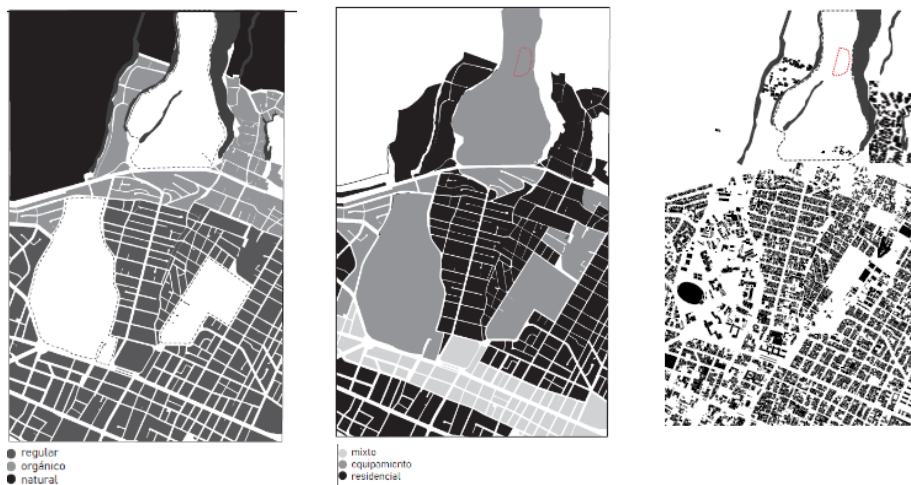 regular
orgánico
natural
mixto
equipamiento
residencial